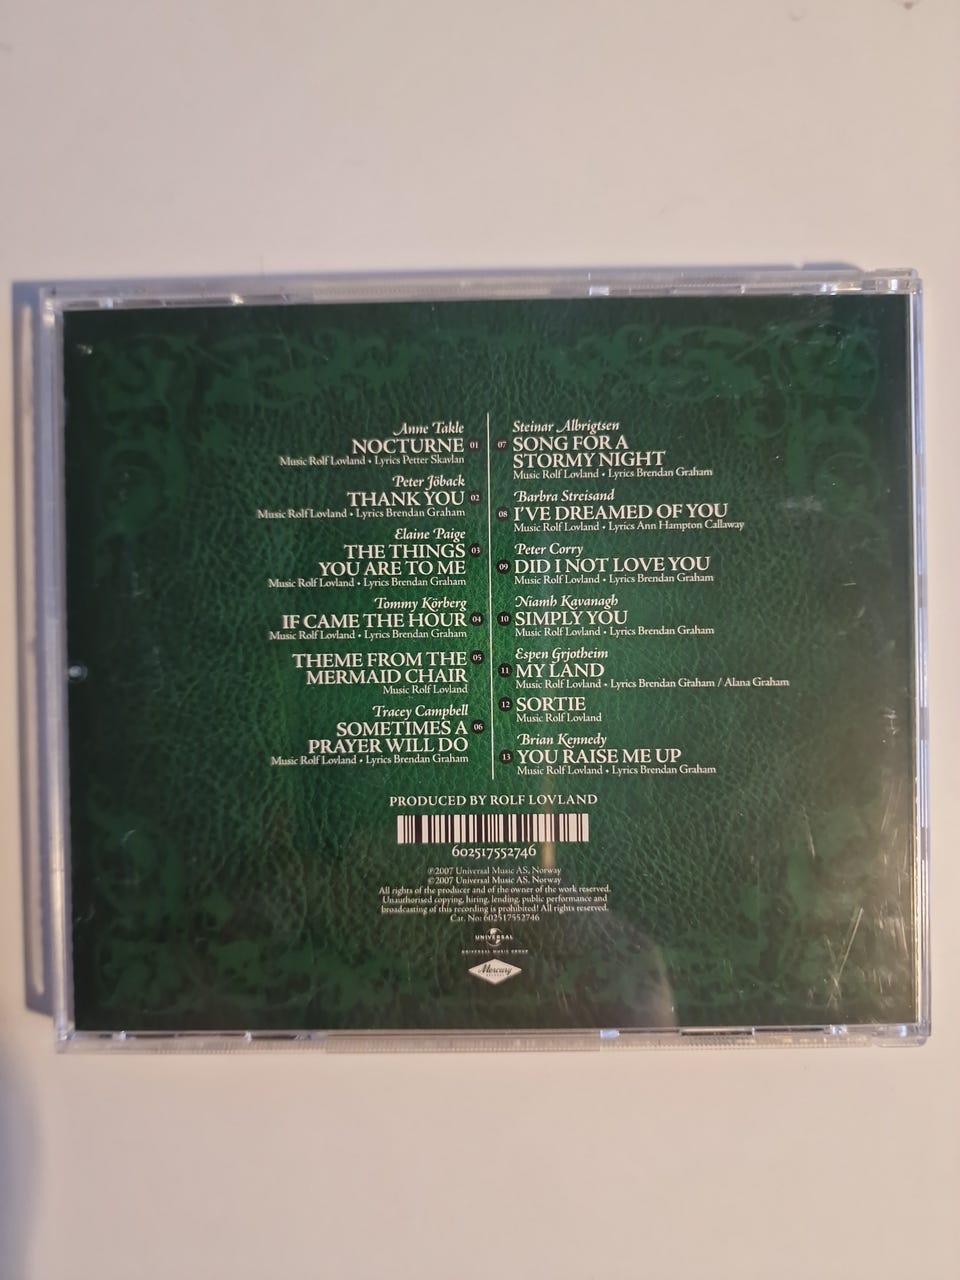 Anne Takle
NOCTURNE 01
Music Rolf Lovland • Lyrics Petter Skavlan
Peter Jöback
THANK YOU 02
Music Rolf Lovland • Lyrics Brendan Graham
Elaine Paige
THE THINGS 03
YOU ARE TO ME
Music Rolf Lovland • Lyrics Brendan Graham
Tommy Körberg
IF CAME THE HOUR 04
Music Rolf Lovland • Lyrics Brendan Graham
THEME FROM THE 05
MERMAID CHAIR
Music Rolf Lovland
Tracey Campbell
SOMETIMES A 06
PRAYER WILL DO
Music Rolf Lovland • Lyrics Brendan Graham
Steinar Albrigtsen
07 SONG FOR A
STORMY NIGHT
Music Rolf Lovland • Lyrics Brendan Graham
Barbra Streisand
08 I'VE DREAMED OF YOU
Music Rolf Lovland • Lyrics Ann Hampton Callaway
Peter Corry
09 DID I NOT LOVE YOU
Music Rolf Lovland • Lyrics Brendan Graham
Niamh Kavanagh
10 SIMPLY YOU
Music Rolf Lovland • Lyrics Brendan Graham
Espen Grjotheim
11 MY LAND
Music Rolf Lovland • Lyrics Brendan Graham / Alana Graham
12 SORTIE
Music Rolf Lovland
Brian Kennedy
13 YOU RAISE ME UP
Music Rolf Lovland • Lyrics Brendan Graham
PRODUCED BY ROLF LOVLAND
602517552746
℗2007 Universal Music AS, Norway
©2007 Universal Music AS, Norway
All rights of the producer and of the owner of the work reserved.
Unauthorised copying, hiring, lending, public performance and
broadcasting of this recording is prohibited! All rights reserved.
Cat. No: 602517552746
UNIVERSAL
UNIVERSAL MUSIC GROUP
Mercury
RECORDS